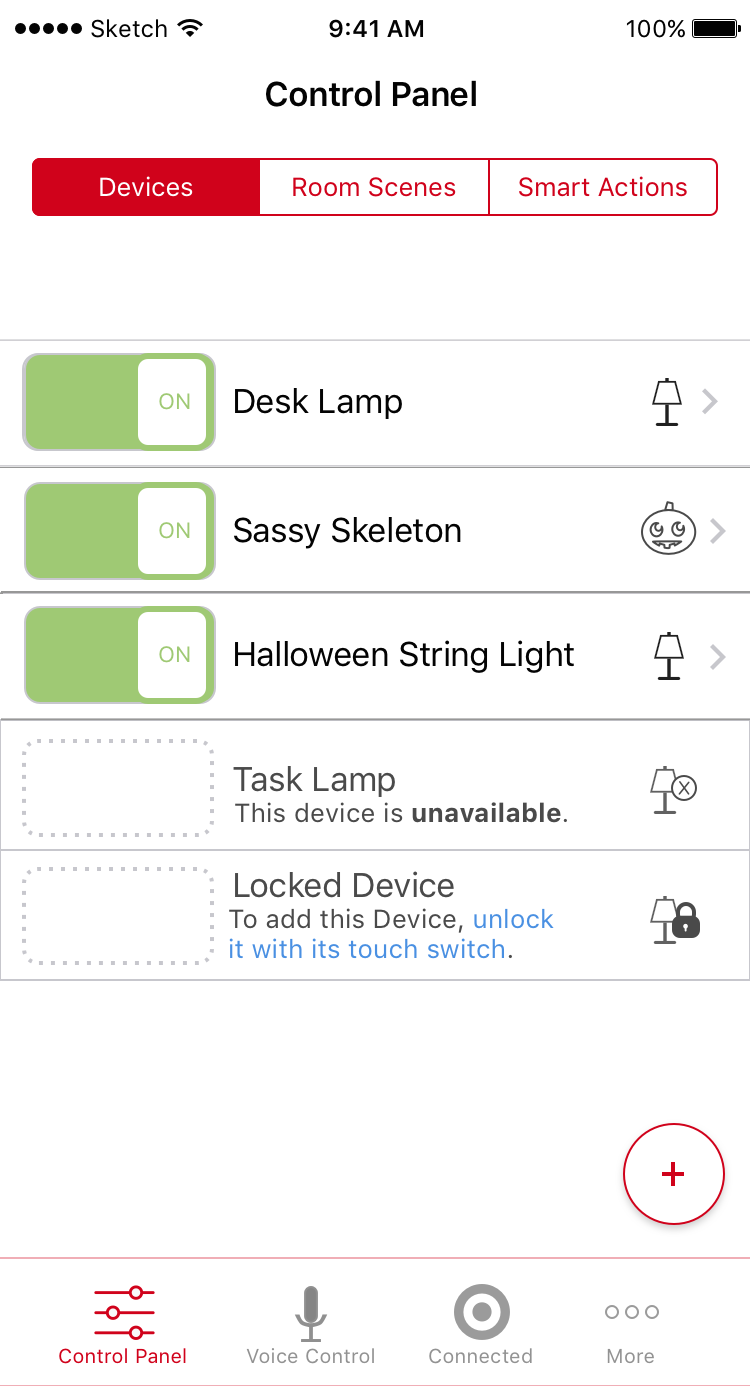 Sketch 9:41 AM 100%
Control Panel
Devices Room Scenes Smart Actions
ON Desk Lamp
ON Sassy Skeleton
ON Halloween String Light
Task Lamp
This device is unavailable.
X
Locked Device
To add this Device, unlock
it with its touch switch.
+
Control Panel Voice Control Connected More